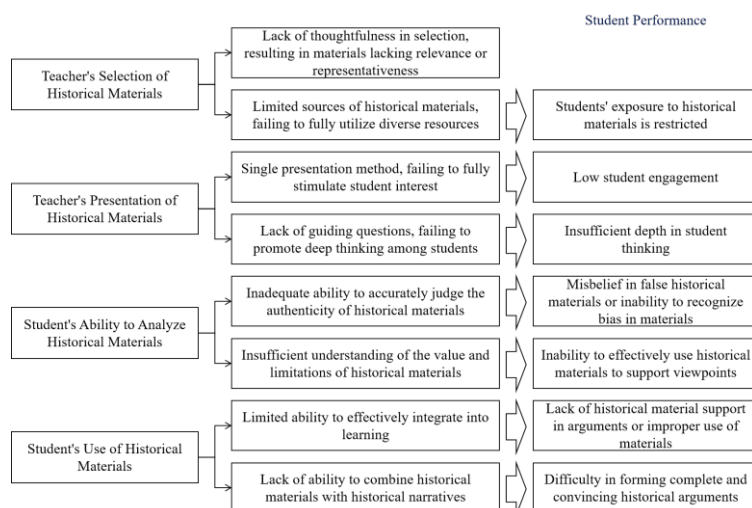 Student Performance
Teacher's Selection of
Historical Materials
Lack of thoughtfulness in selection,
resulting in materials lacking relevance or
representativeness
Limited sources of historical materials,
failing to fully utilize diverse resources
Students' exposure to historical
materials is restricted
Teacher's Presentation of
Historical Materials
Single presentation method, failing to fully
stimulate student interest
Low student engagement
Lack of guiding questions, failing to
promote deep thinking among students
Insufficient depth in student
thinking
Student's Ability to Analyze
Historical Materials
Inadequate ability to accurately judge the
authenticity of historical materials
Misbelief in false historical
materials or inability to recognize
bias in materials
Insufficient understanding of the value and
limitations of historical materials
Inability to effectively use historical
materials to support viewpoints
Student's Use of Historical
Materials
Limited ability to effectively integrate into
learning
Lack of historical material support
in arguments or improper use of
materials
Lack of ability to combine historical
materials with historical narratives
Difficulty in forming complete and
convincing historical arguments